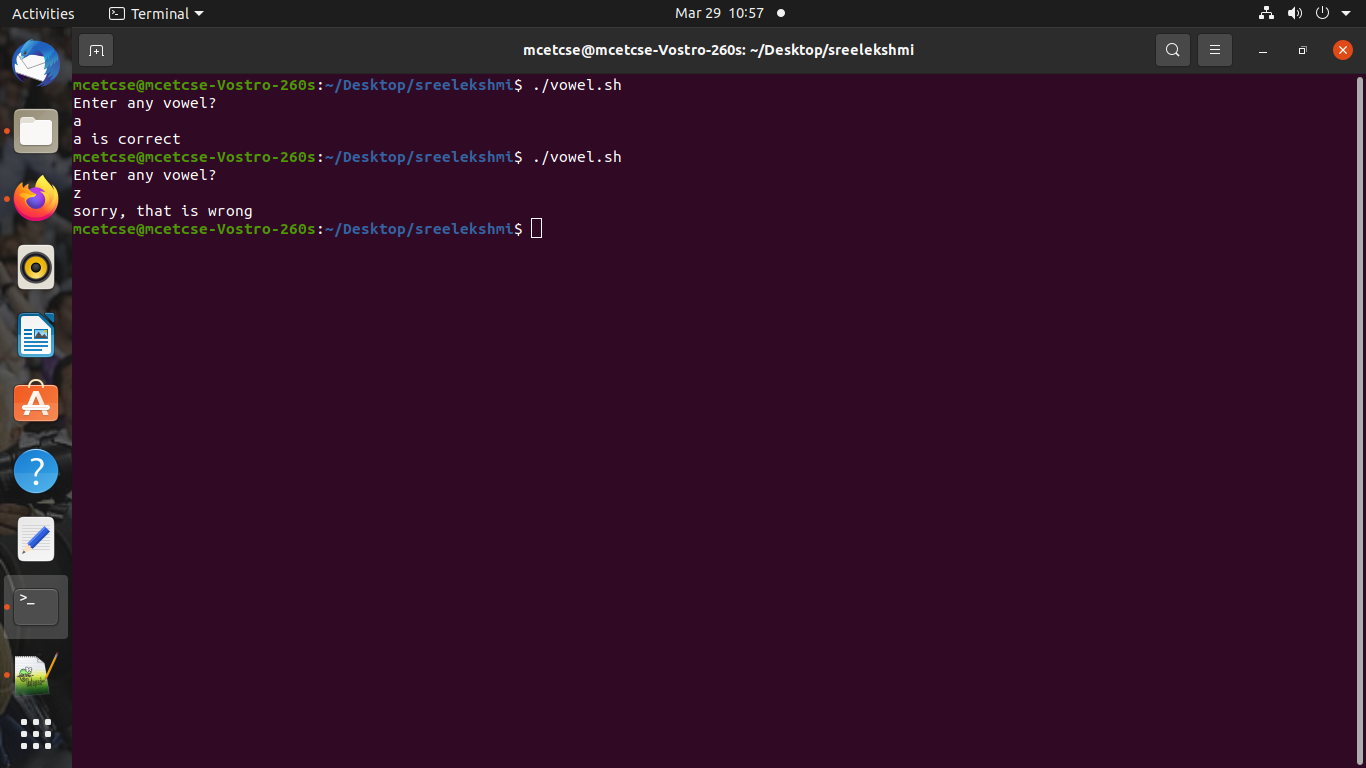 Activities
Terminal
Mar 29 10:57
mcetcse@mcetcse-Vostro-260s: ~/Desktop/sreelekshmi
mcetcse@mcetcse-Vostro-260s:~/Desktop/sreelekshmi$ ./vowel.sh
Enter any vowel?
a
a is correct
mcetcse@mcetcse-Vostro-260s:~/Desktop/sreelekshmi$ ./vowel.sh
Enter any vowel?
z
sorry, that is wrong
mcetcse@mcetcse-Vostro-260s:~/Desktop/sreelekshmi$